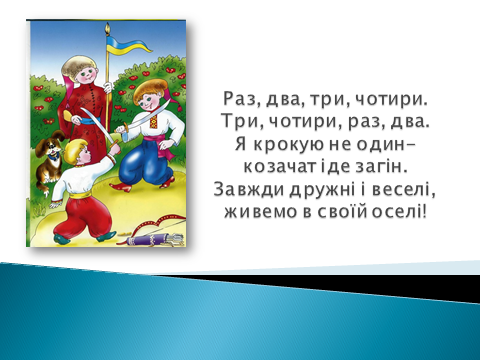 Раз, два, три, чотири.
Три, чотири, раз, два.
Я крокую не один–
козачат іде загін.
Завжди дружні і веселі,
живемо в своїй оселі!